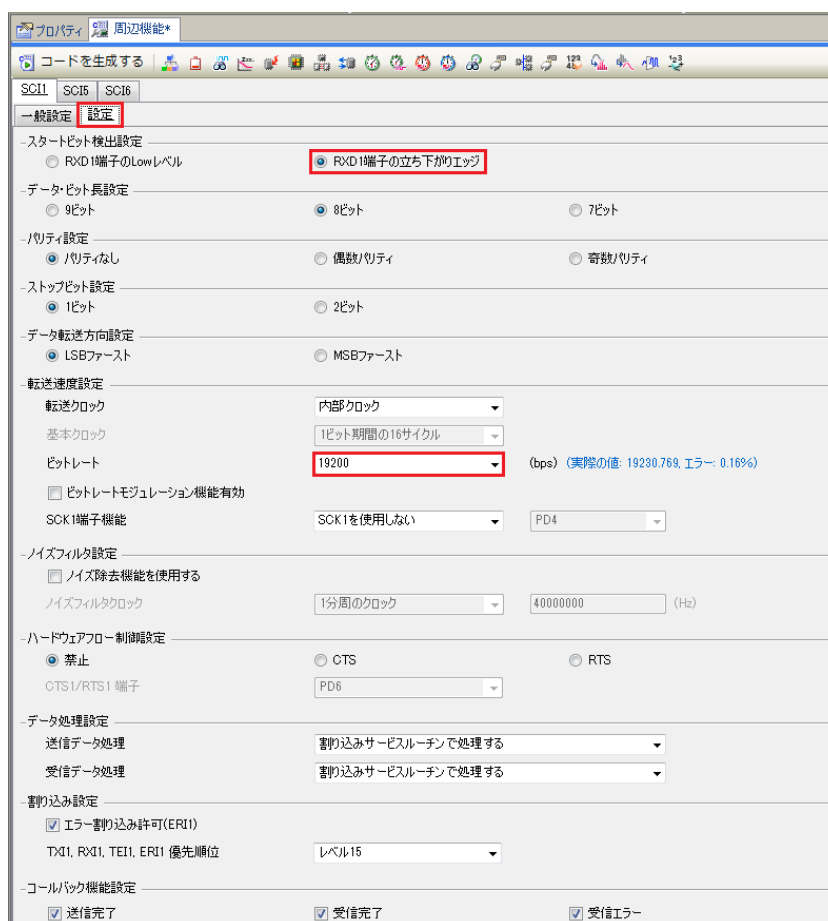 プロパティ 周辺機能*
コードを生成する
SCI1 SCI5 SCI6
一般設定 設定
スタートビット検出設定
RXD1端子のLowレベル RXD1端子の立ち下がりエッジ
データ・ビット長設定
9ビット 8ビット 7ビット
パリティ設定
パリティなし 偶数パリティ 奇数パリティ
ストップビット設定
1ビット 2ビット
データ転送方向設定
LSBファースト MSBファースト
転送速度設定
転送クロック 内部クロック
基本クロック 1ビット期間の16サイクル
ビットレート 19200 (bps) (実際の値: 19230.769, エラー: 0.16%)
ビットレートモジュレーション機能有効
SCK1端子機能 SCK1を使用しない PD4
ノイズフィルタ設定
ノイズ除去機能を使用する
ノイズフィルタクロック 1分周のクロック 40000000 (Hz)
ハードウェアフロー制御設定
禁止 CTS RTS
CTS1/RTS1 端子 PD6
データ処理設定
送信データ処理 割り込みサービスルーチンで処理する
受信データ処理 割り込みサービスルーチンで処理する
割り込み設定
エラー割り込み許可(ERI1)
TXI1, RXI1, TEI1, ERI1 優先順位 レベル15
コールバック機能設定
送信完了 受信完了 受信エラー